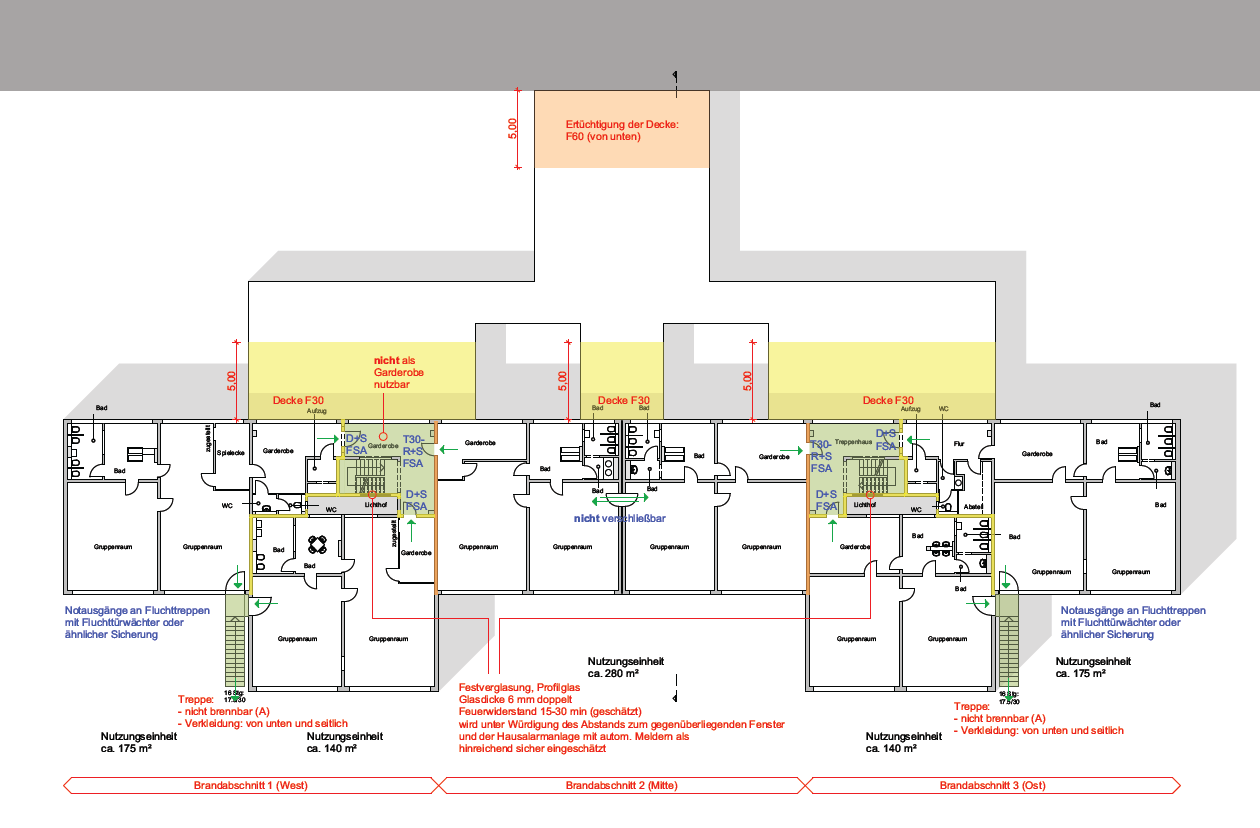 5,00
Ertüchtigung der Decke:
F60 (von unten)
5,00
nicht als
Garderobe
nutzbar
5,00
5,00
Decke F30
Decke F30
Decke F30
Bad
Aufzug
Bad
Bad
Aufzug
WC
Bad
zugestellt
Spielecke
Garderobe
D+S
FSA
Garderobe
T30-
R+S
FSA
Garderobe
Bad
Bad
Bad
Garderobe
T30-
R+S
FSA
Treppenhaus
D+S
FSA
Flur
Garderobe
Bad
WC
WC
Lichthof
D+S
FSA
Bad
Bad
nicht verschließbar
D+S
FSA
Lichthof
WC
Abstell
Bad
Gruppenraum
Gruppenraum
Bad
Bad
zugestellt
Garderobe
Gruppenraum
Gruppenraum
Gruppenraum
Gruppenraum
Garderobe
Bad
Bad
Bad
Gruppenraum
Gruppenraum
Notausgänge an Fluchttreppen
mit Fluchttürwächter oder
ähnlicher Sicherung
Gruppenraum
Gruppenraum
Gruppenraum
Gruppenraum
Notausgänge an Fluchttreppen
mit Fluchttürwächter oder
ähnlicher Sicherung
16 Stg:
17.5/30
Treppe:
- nicht brennbar (A)
- Verkleidung: von unten und seitlich
Nutzungseinheit
ca. 175 m²
Nutzungseinheit
ca. 140 m²
Nutzungseinheit
ca. 280 m²
Festverglasung, Profilglas
Glasdicke 6 mm doppelt
Feuerwiderstand 15-30 min (geschätzt)
wird unter Würdigung des Abstands zum gegenüberliegenden Fenster
und der Hausalarmanlage mit autom. Meldern als
hinreichend sicher eingeschätzt
Nutzungseinheit
ca. 175 m²
16 Stg:
17.5/30
Treppe:
- nicht brennbar (A)
- Verkleidung: von unten und seitlich
Nutzungseinheit
ca. 140 m²
Brandabschnitt 1 (West)
Brandabschnitt 2 (Mitte)
Brandabschnitt 3 (Ost)